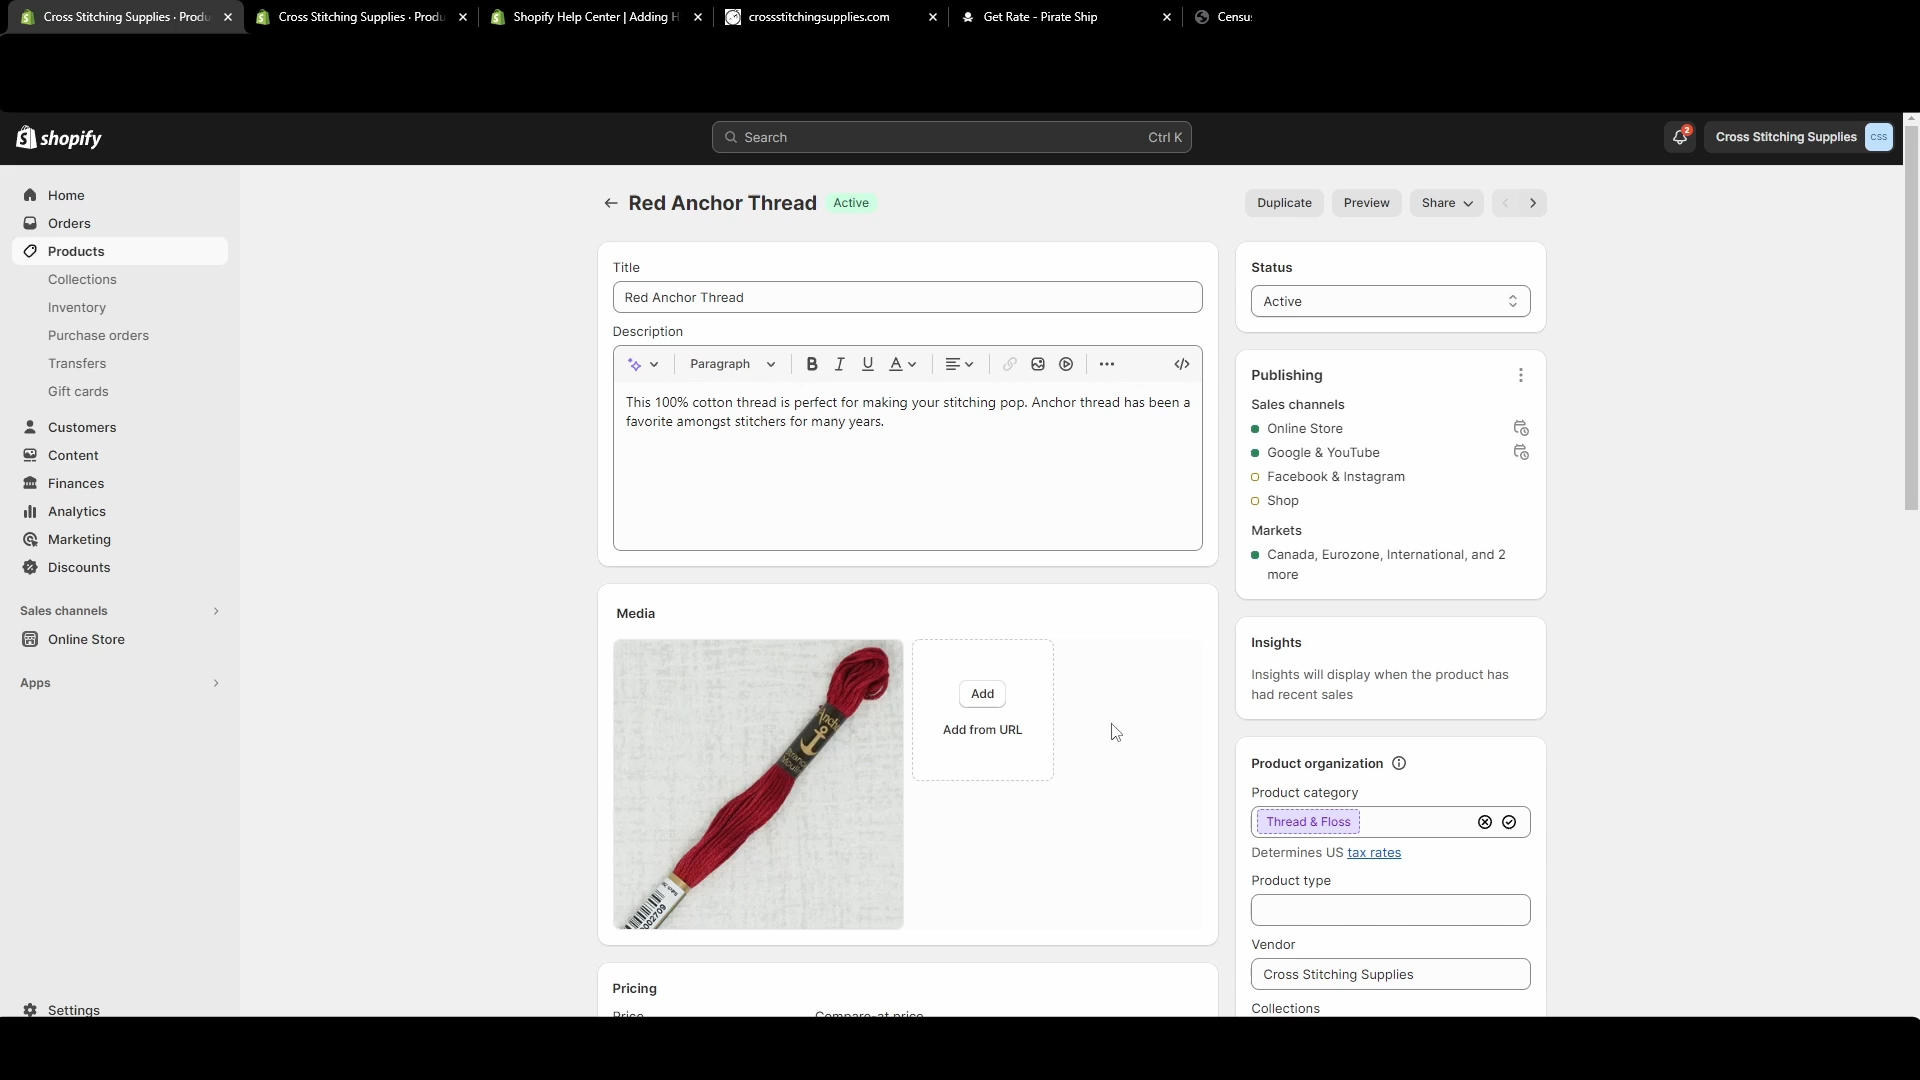 Cross Stitching Supplies · Produ
Cross Stitching Supplies · Produ
Shopify Help Center | Adding H
crossstitchingsupplies.com
Get Rate - Pirate Ship
Census
shopify
Search
Ctrl K
2
Cross Stitching Supplies
CSS
Home
Orders
Products
Collections
Inventory
Purchase orders
Transfers
Gift cards
Customers
Content
Finances
Analytics
Marketing
Discounts
Sales channels
Online Store
Apps
Settings
Red Anchor Thread
Active
Duplicate
Preview
Share
Title
Red Anchor Thread
Description
Paragraph
B I U A
This 100% cotton thread is perfect for making your stitching pop. Anchor thread has been a
favorite amongst stitchers for many years.
Media
Add
Add from URL
Pricing
Price
Compare-at price
Status
Active
Publishing
Sales channels
Online Store
Google & YouTube
Facebook & Instagram
Shop
Markets
Canada, Eurozone, International, and 2
more
Insights
Insights will display when the product has
had recent sales
Product organization
Product category
Thread & Floss
Determines US tax rates
Product type
Vendor
Cross Stitching Supplies
Collections